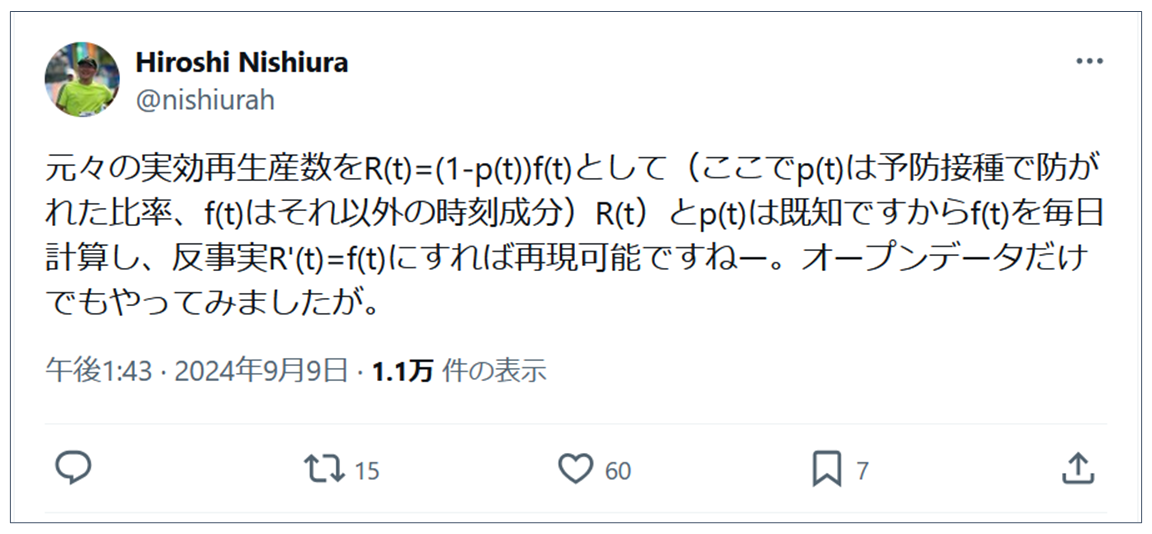 Hiroshi Nishiura
@nishiurah
元々の実効再生産数をR(t)=(1-p(t))f(t)として（ここでp(t)は予防接種で防が
れた比率、f(t)はそれ以外の時刻成分）R(t）とp(t)は既知ですからf(t)を毎日
計算し、反事実R'(t)=f(t)にすれば再現可能ですねー。オープンデータだけ
でもやってみましたが。
午後1:43 · 2024年9月9日 · 1.1万 件の表示
15 60 7